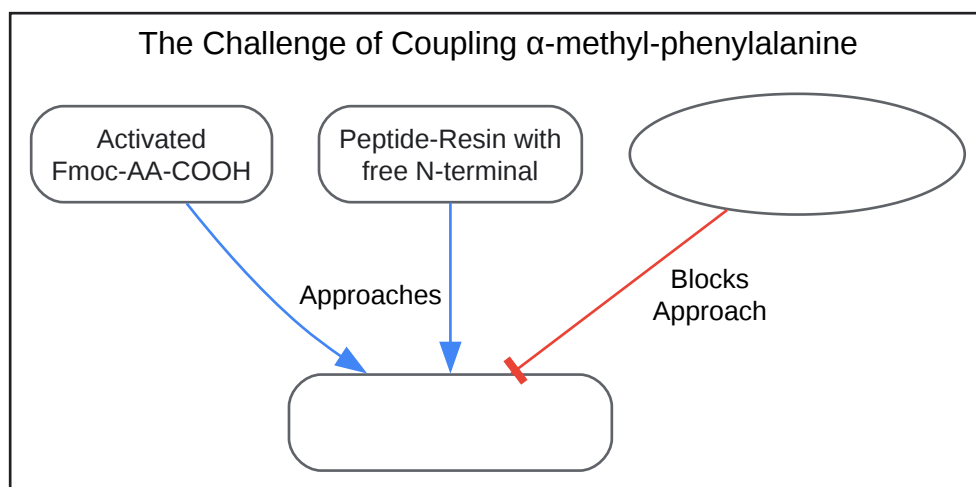 The Challenge of Coupling α-methyl-phenylalanine
Activated
Fmoc-AA-COOH
Peptide-Resin with
free N-terminal
Approaches
Blocks
Approach